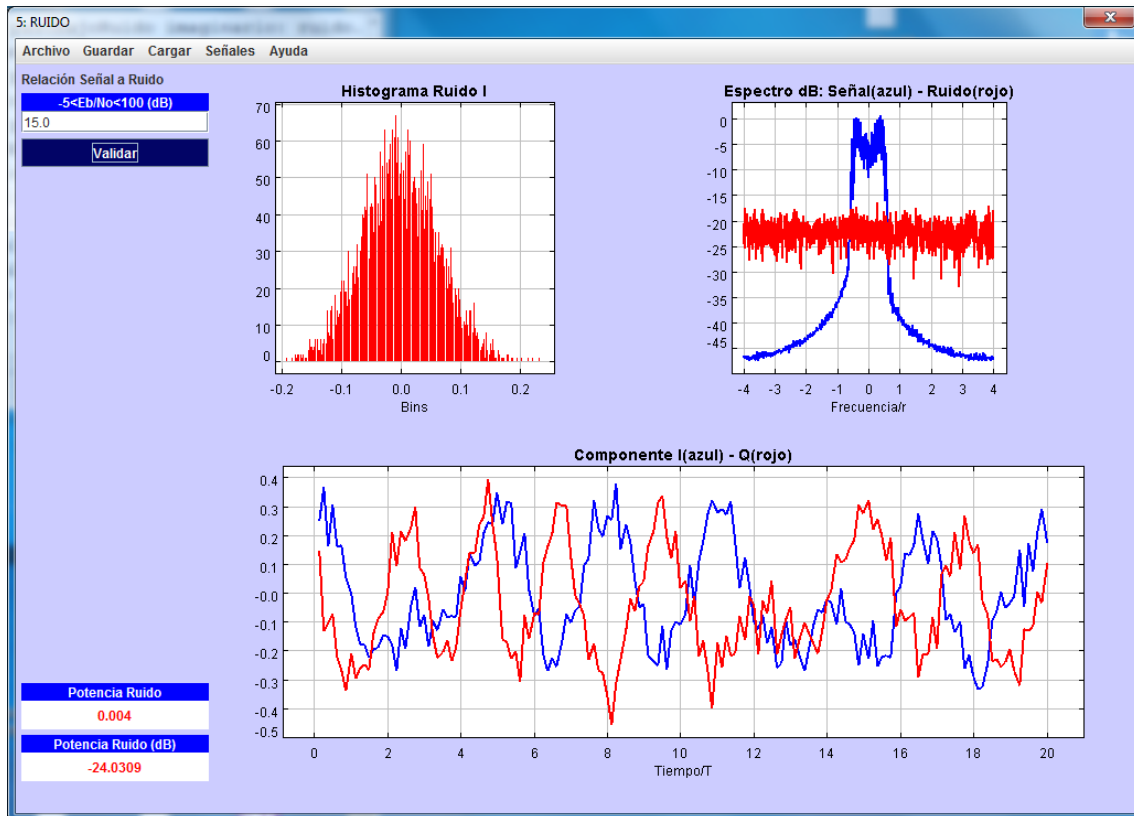 5: RUIDO
Archivo Guardar Cargar Señales Ayuda
Relación Señal a Ruido
-5<Eb/No<100 (dB)
15.0
Validar
Histograma Ruido I
70
60
50
40
30
20
10
0
-0.2 -0.1 0.0 0.1 0.2
Bins
Espectro dB: Señal(azul) - Ruido(rojo)
0
-5
-10
-15
-20
-25
-30
-35
-40
-45
-4 -3 -2 -1 0 1 2 3 4
Frecuencia/r
Componente I(azul) - Q(rojo)
0.4
0.3
0.2
0.1
-0.0
-0.1
-0.2
-0.3
-0.4
-0.5
0 2 4 6 8 10 12 14 16 18 20
Tiempo/T
Potencia Ruido
0.004
Potencia Ruido (dB)
-24.0309